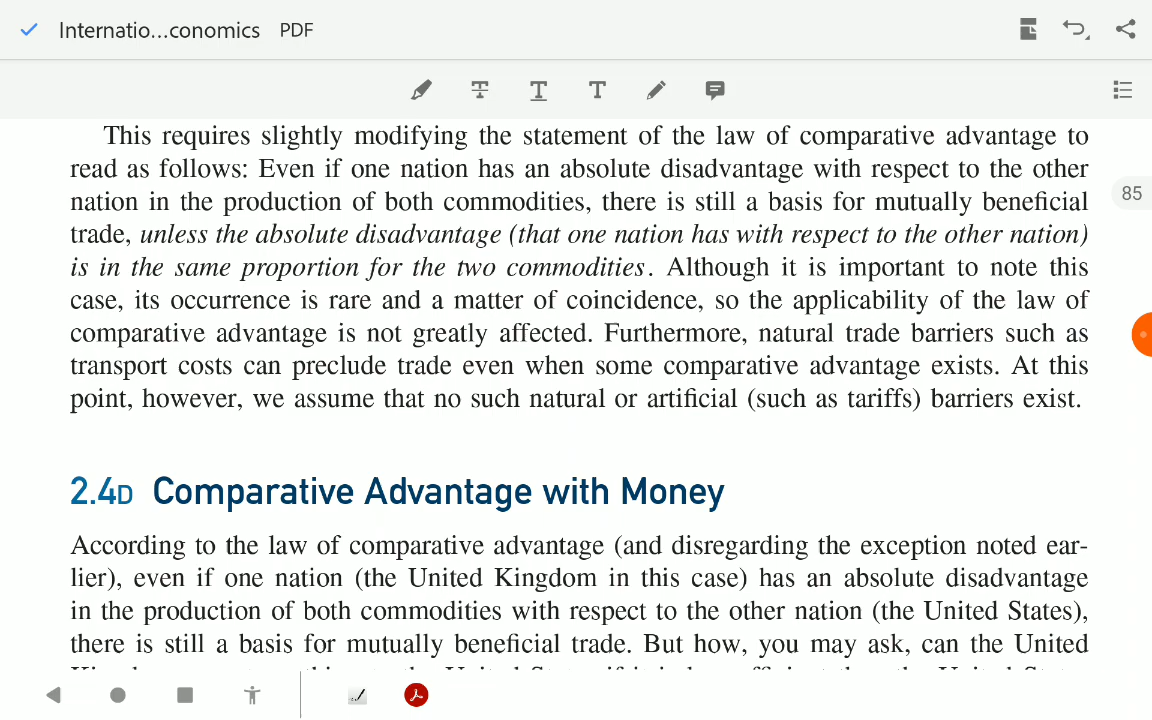 Internatio...conomics PDF
This requires slightly modifying the statement of the law of comparative advantage to
read as follows: Even if one nation has an absolute disadvantage with respect to the other
nation in the production of both commodities, there is still a basis for mutually beneficial
trade, unless the absolute disadvantage (that one nation has with respect to the other nation)
is in the same proportion for the two commodities. Although it is important to note this
case, its occurrence is rare and a matter of coincidence, so the applicability of the law of
comparative advantage is not greatly affected. Furthermore, natural trade barriers such as
transport costs can preclude trade even when some comparative advantage exists. At this
point, however, we assume that no such natural or artificial (such as tariffs) barriers exist.
85
2.4D Comparative Advantage with Money
According to the law of comparative advantage (and disregarding the exception noted ear-
lier), even if one nation (the United Kingdom in this case) has an absolute disadvantage
in the production of both commodities with respect to the other nation (the United States),
there is still a basis for mutually beneficial trade. But how, you may ask, can the United